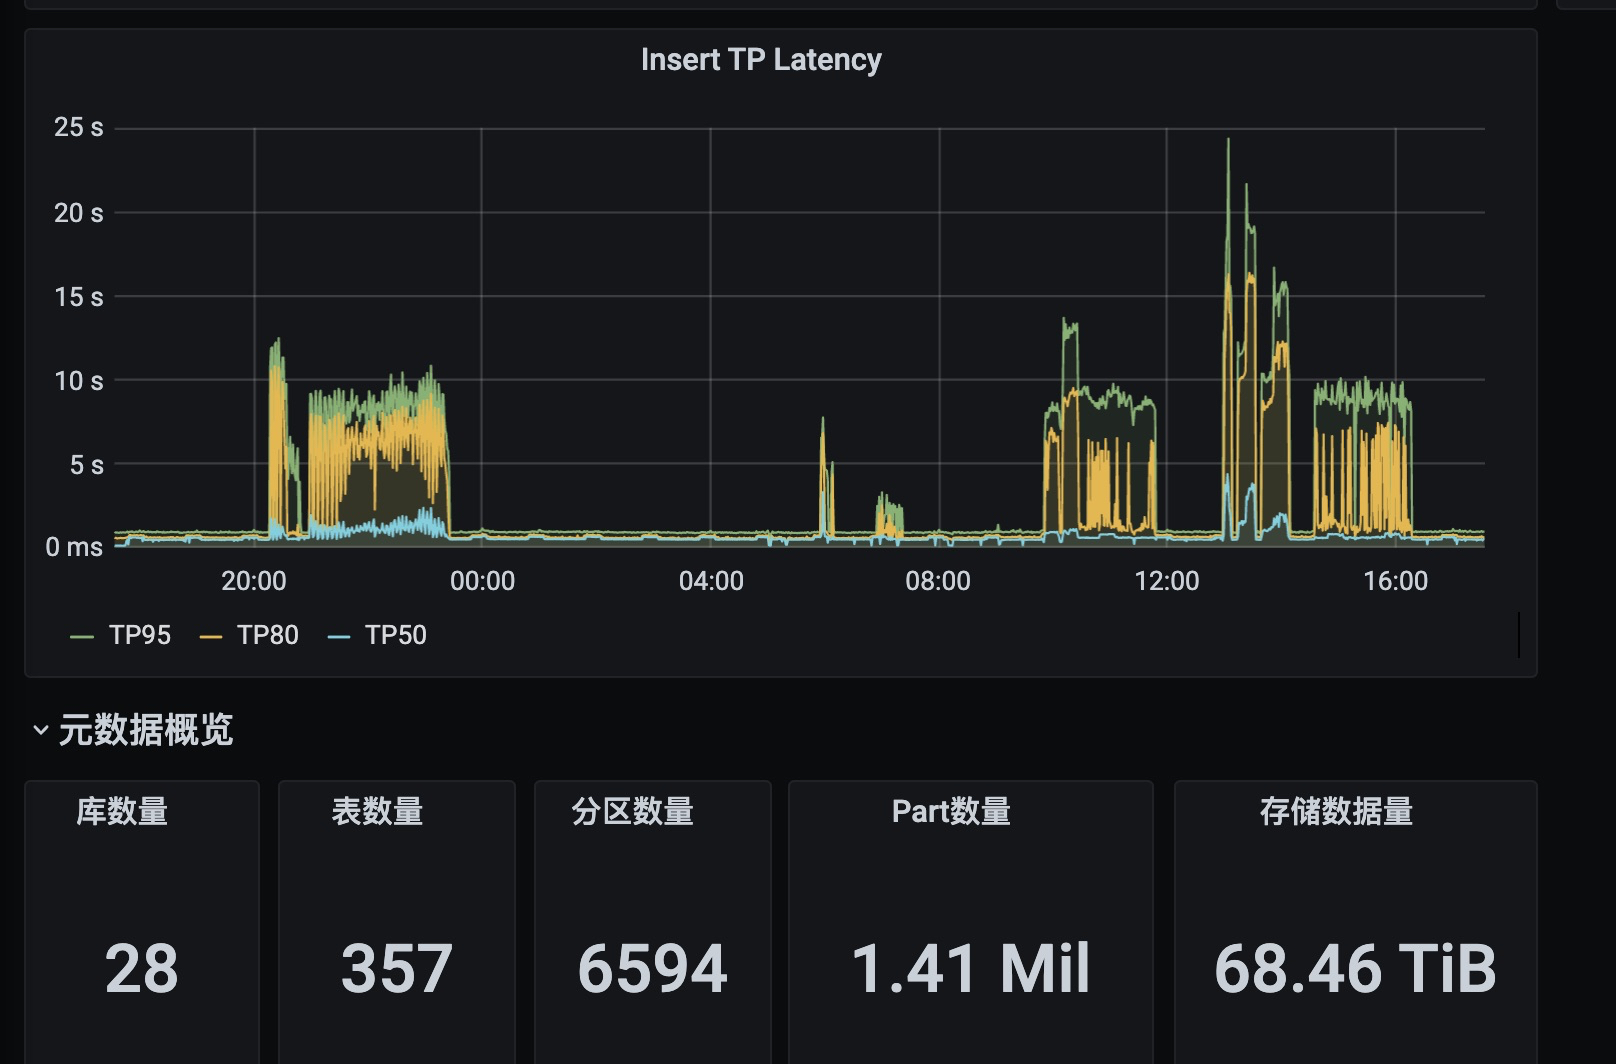 Insert TP Latency
25 s
20 s
15 s
10 s
5 s
0 ms
20:00 00:00 04:00 08:00 12:00 16:00
TP95 TP80 TP50
元数据概览
库数量 表数量 分区数量 Part数量 存储数据量
28 357 6594 1.41 Mil 68.46 TiB